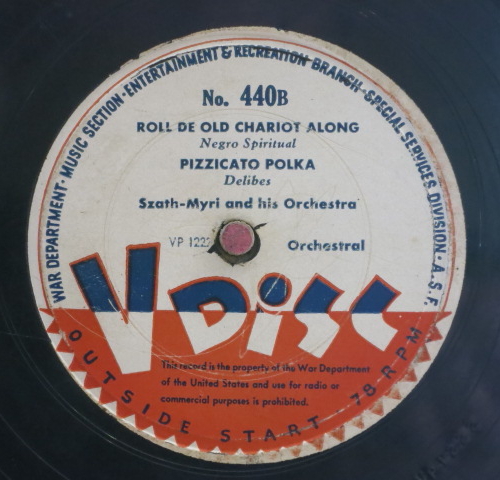 WAR DEPARTMENT · MUSIC SECTION · ENTERTAINMENT & RECREATION BRANCH · SPECIAL SERVICES DIVISION · A.S.F.
No. 440B
ROLL DE OLD CHARIOT ALONG
Negro Spiritual
PIZZICATO POLKA
Delibes
Szath-Myri and his Orchestra
VP Orchestral
V DiSC
This record is the property of the War Department
of the United States and use for radio or
commercial purposes is prohibited.
OUTSIDE START 78 RPM